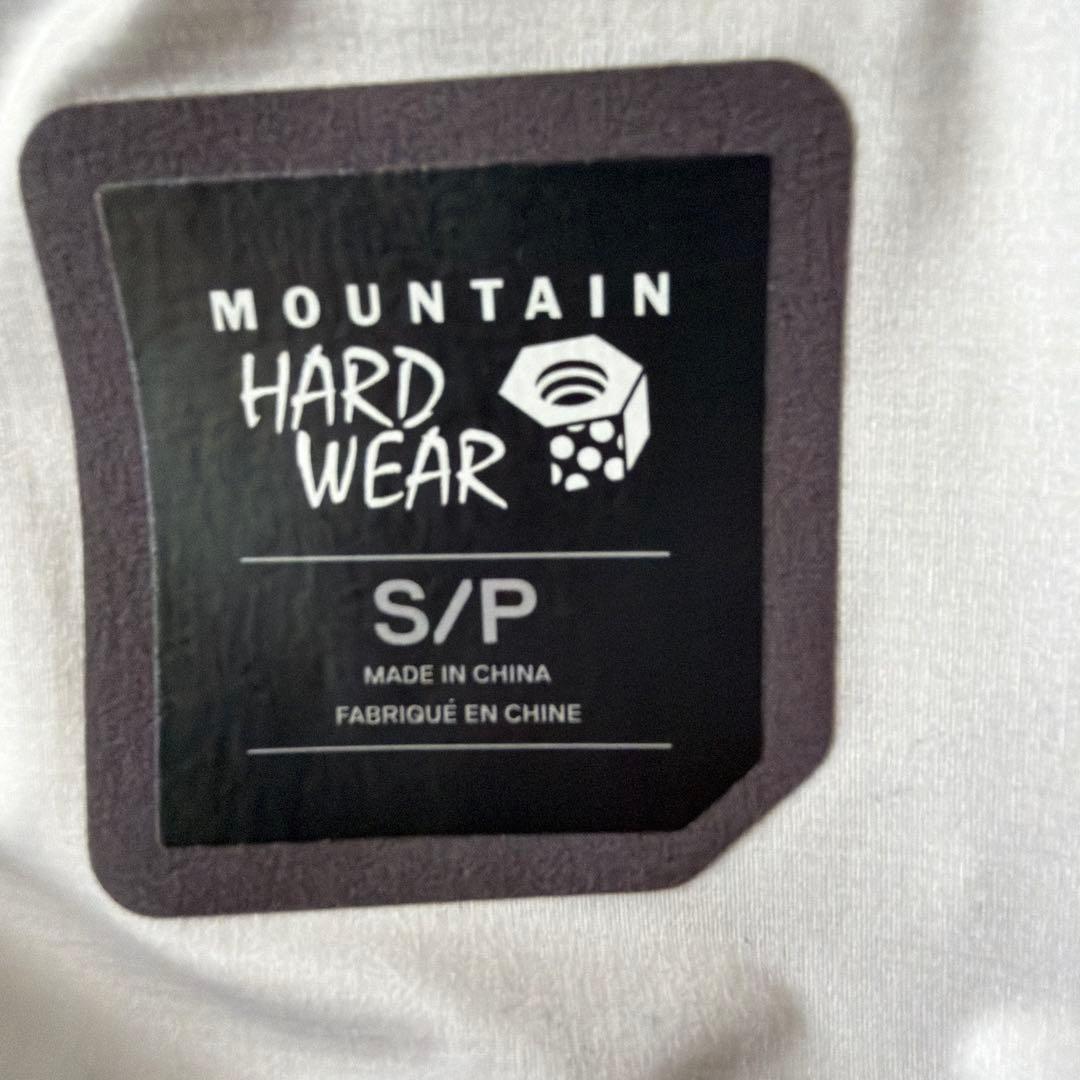 MOUNTAIN
HARD
WEAR
S/P
MADE IN CHINA
FABRIQUÉ EN CHINE